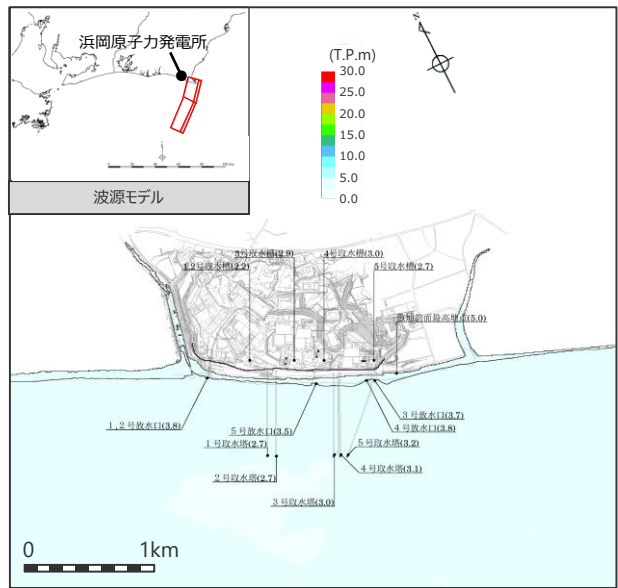 浜岡原子力発電所
波源モデル
(T.P.m)
30.0
25.0
20.0
15.0
10.0
5.0
0.0
3号取水槽(2.9)
4号取水槽(3.0)
1,2号取水槽(2.2)
5号取水槽(2.7)
敷地前面最高地点(5.0)
1,2号放水口(3.8)
5号放水口(3.5)
3号放水口(3.7)
4号放水口(3.8)
1号取水塔(2.7)
5号取水塔(3.2)
2号取水塔(2.7)
4号取水塔(3.1)
3号取水塔(3.0)
0 1km